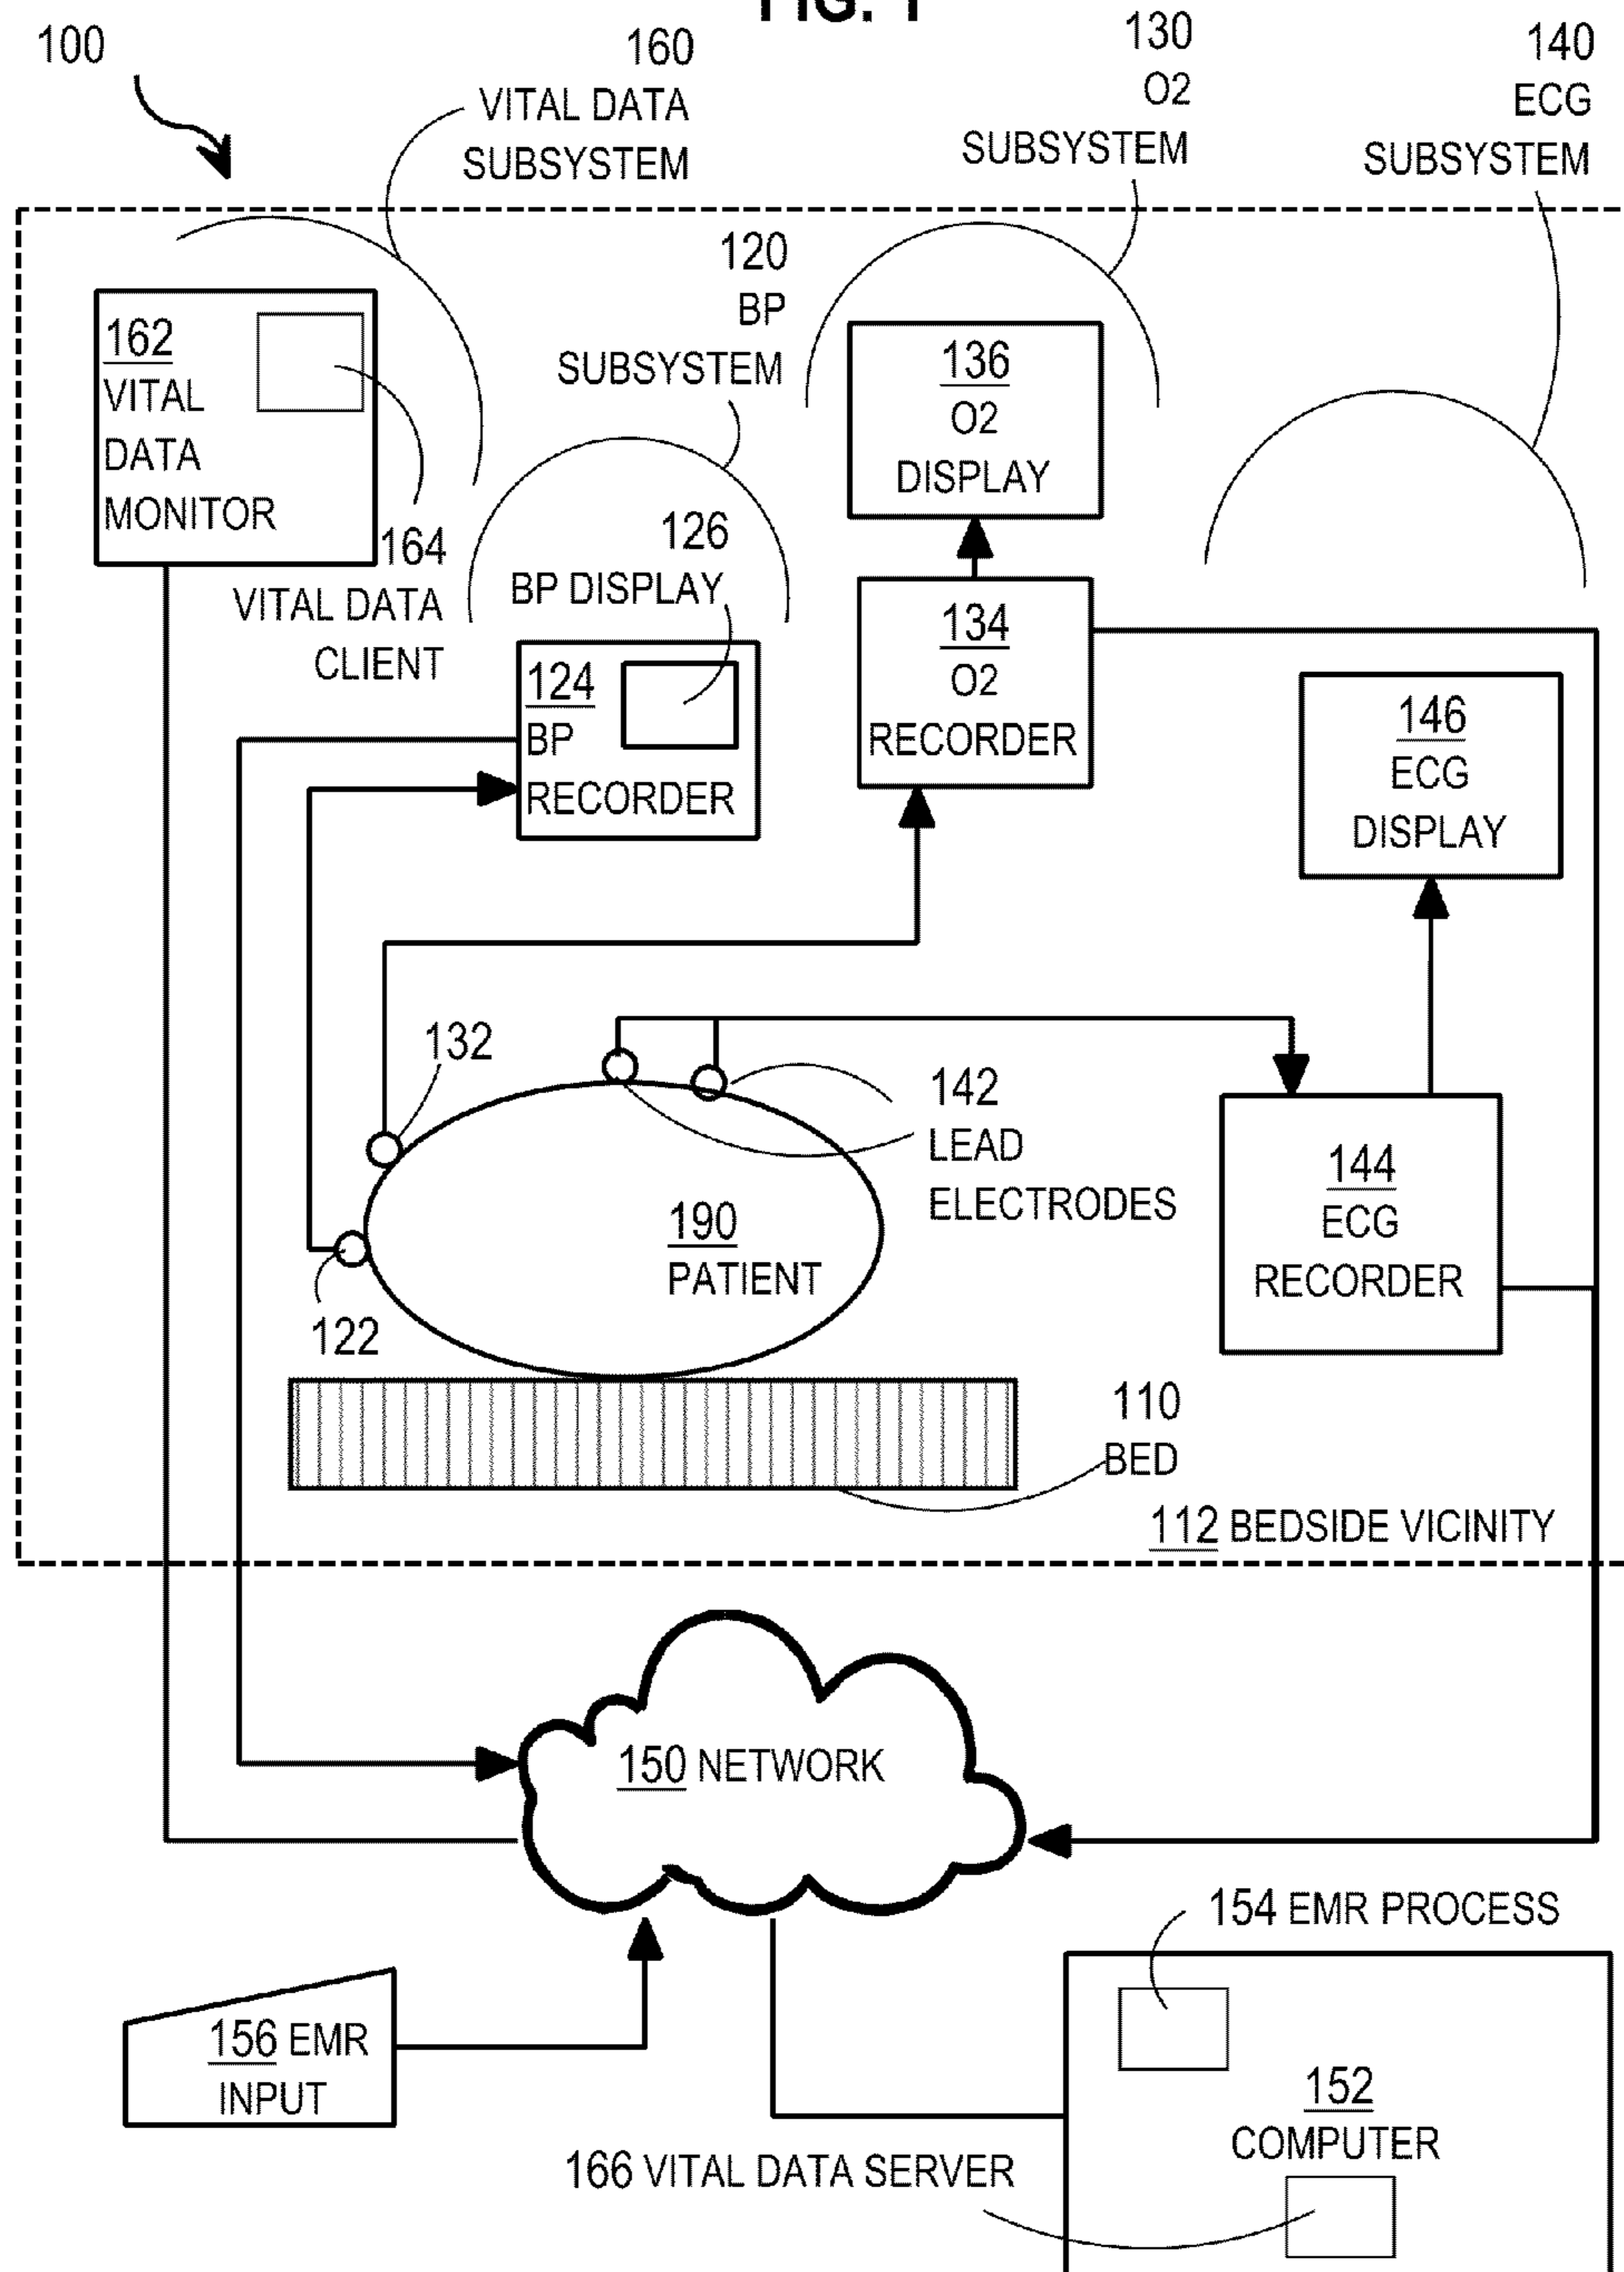 FIG. 1
100
160
VITAL DATA
SUBSYSTEM
130
O2
SUBSYSTEM
140
ECG
SUBSYSTEM
120
BP
SUBSYSTEM
162
VITAL
DATA
MONITOR
164
VITAL DATA
CLIENT
126
BP DISPLAY
124
BP
RECORDER
136
O2
DISPLAY
134
O2
RECORDER
146
ECG
DISPLAY
132
142
LEAD
ELECTRODES
144
ECG
RECORDER
190
PATIENT
122
110
BED
112 BEDSIDE VICINITY
150 NETWORK
154 EMR PROCESS
156 EMR
INPUT
152
COMPUTER
166 VITAL DATA SERVER